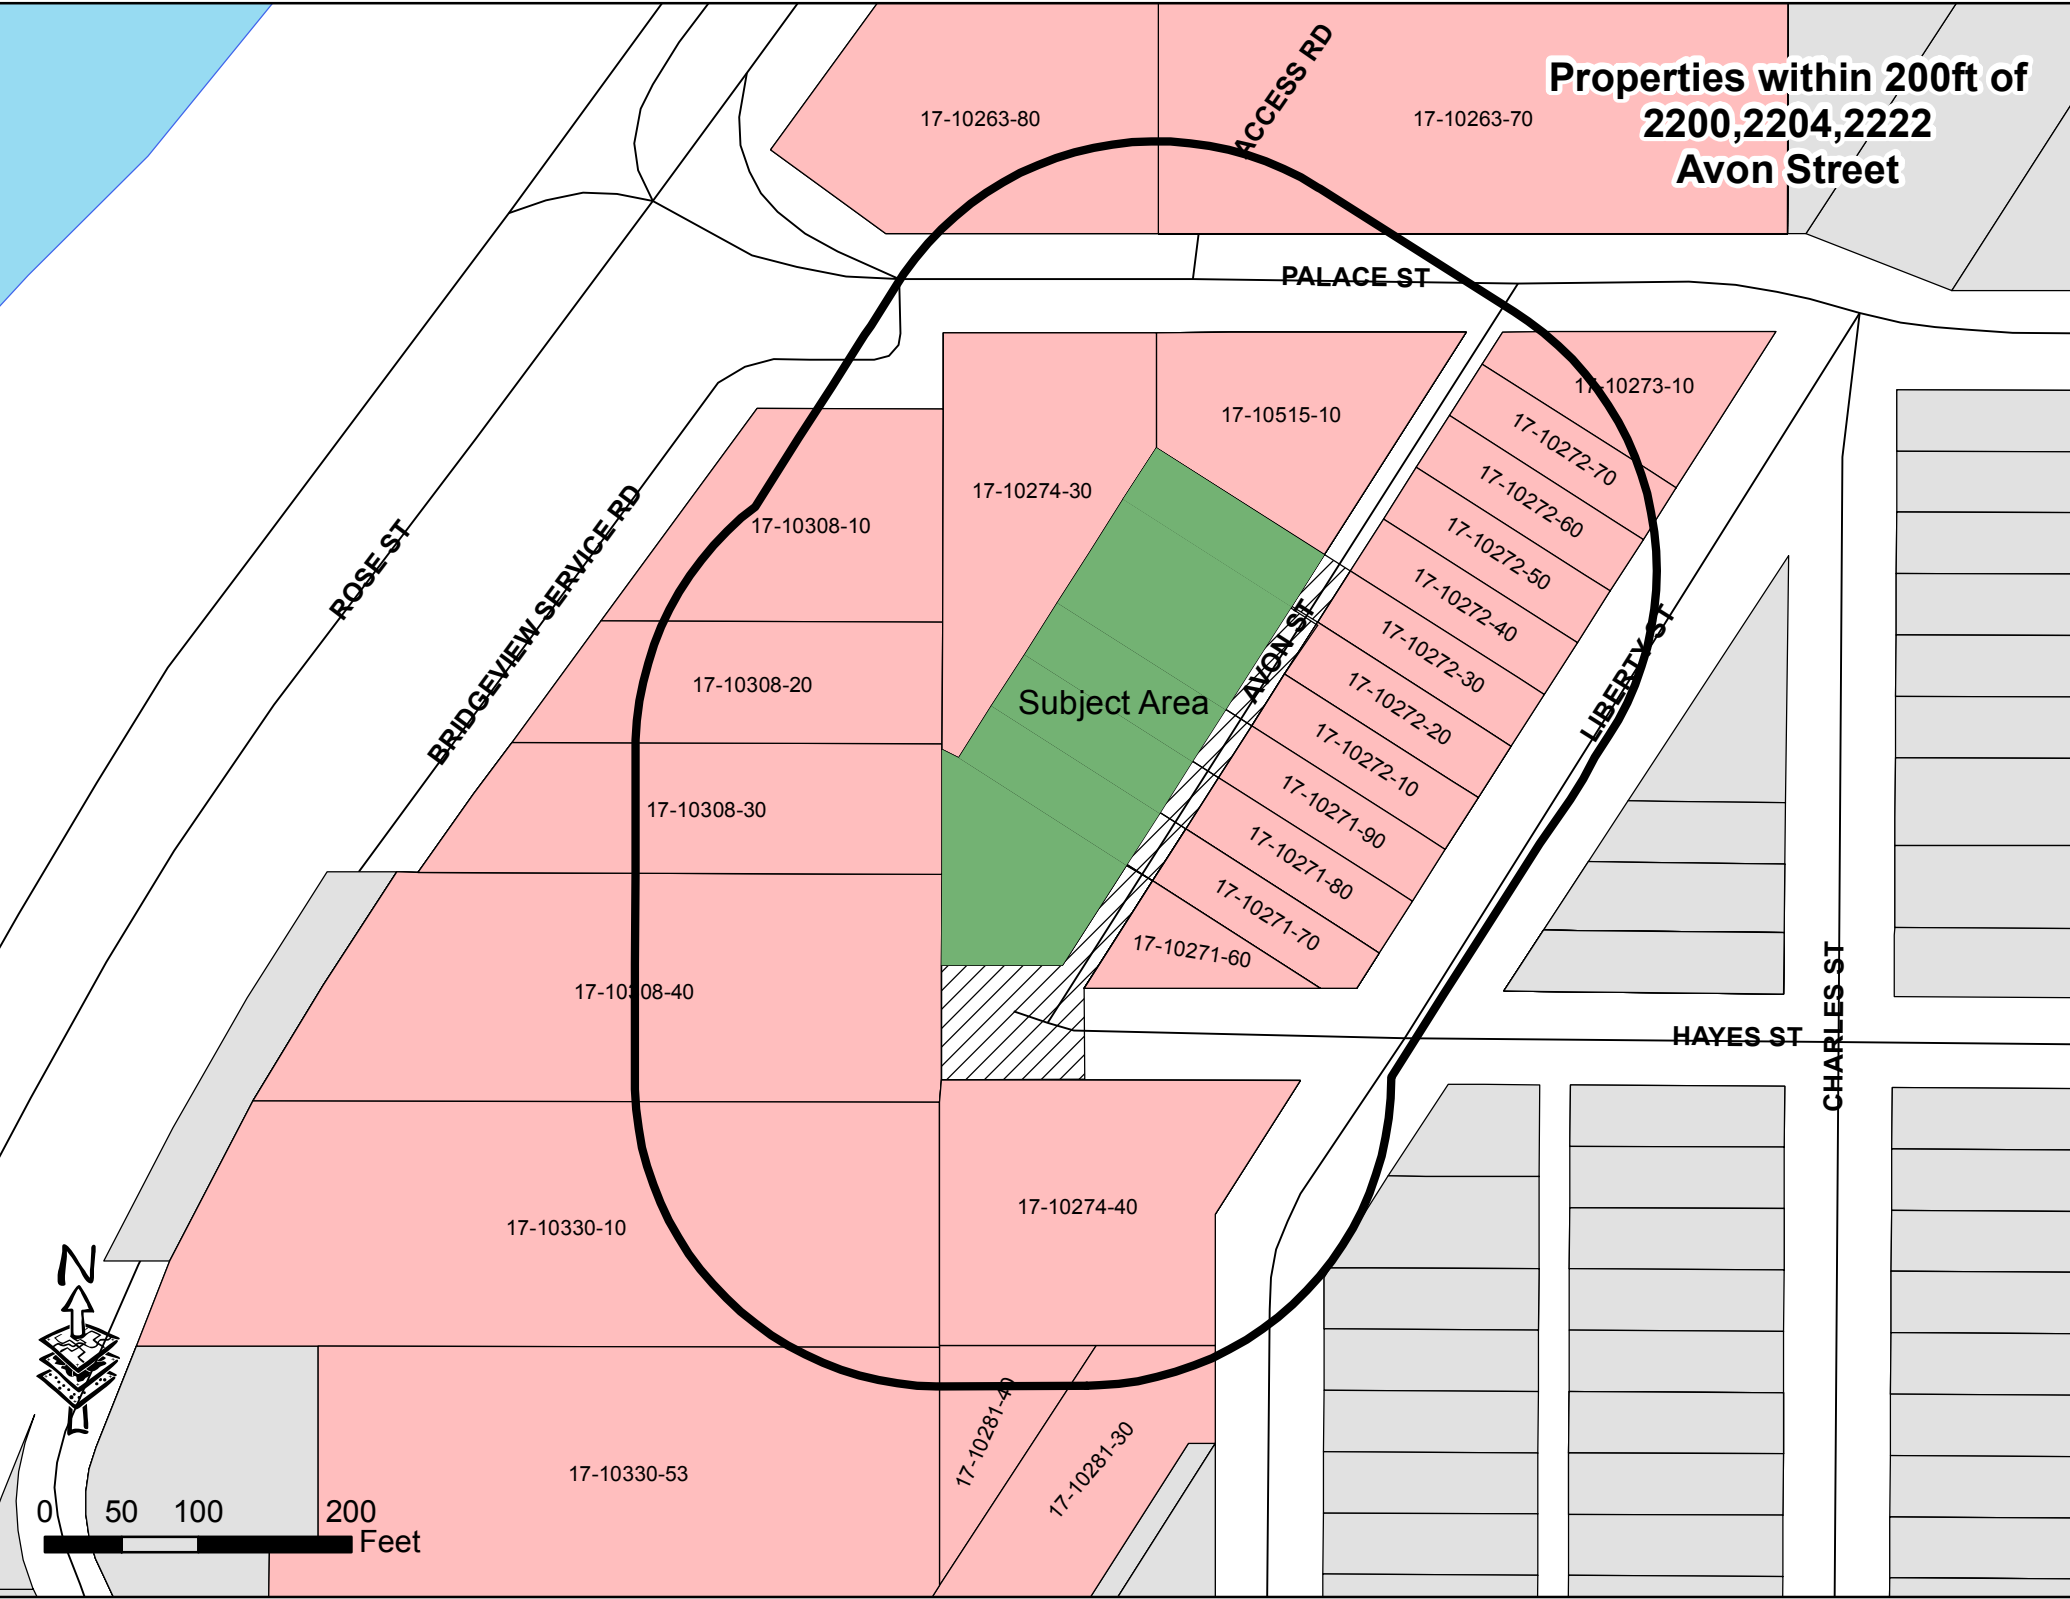 Properties within 200ft of
2200,2204,2222
Avon Street
ACCESS RD
17-10263-80
17-10263-70
PALACE ST
17-10273-10
17-10515-10
17-10272-70
17-10274-30
17-10272-60
17-10308-10
17-10272-50
ROSE ST
BRIDGEVIEW SERVICE RD
17-10272-40
17-10272-30
AVON ST
LIBERTY ST
17-10308-20
Subject Area
17-10272-20
17-10272-10
17-10308-30
17-10271-90
17-10271-80
17-10271-70
17-10271-60
17-10308-40
HAYES ST
CHARLES ST
17-10274-40
17-10330-10
N
17-10281-40
17-10281-30
17-10330-53
0 50 100 200
Feet